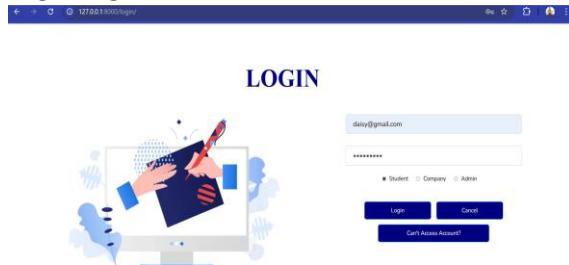 127.0.0.1:8000/login/
LOGIN
daisy@gmail.com
•••••••••
Student Company Admin
Login Cancel
Can't Access Account?